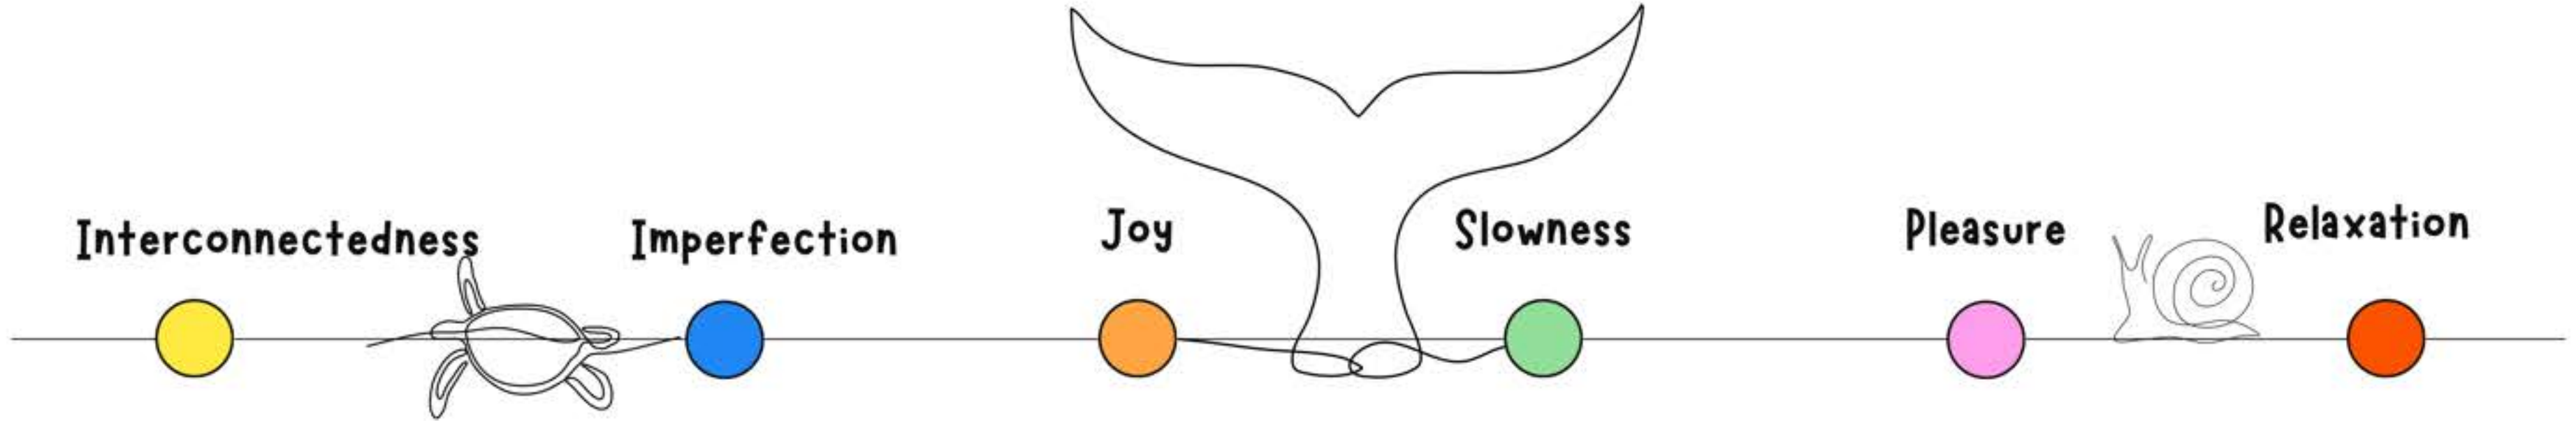 Interconnectedness
Imperfection
Joy
Slowness
Pleasure
Relaxation